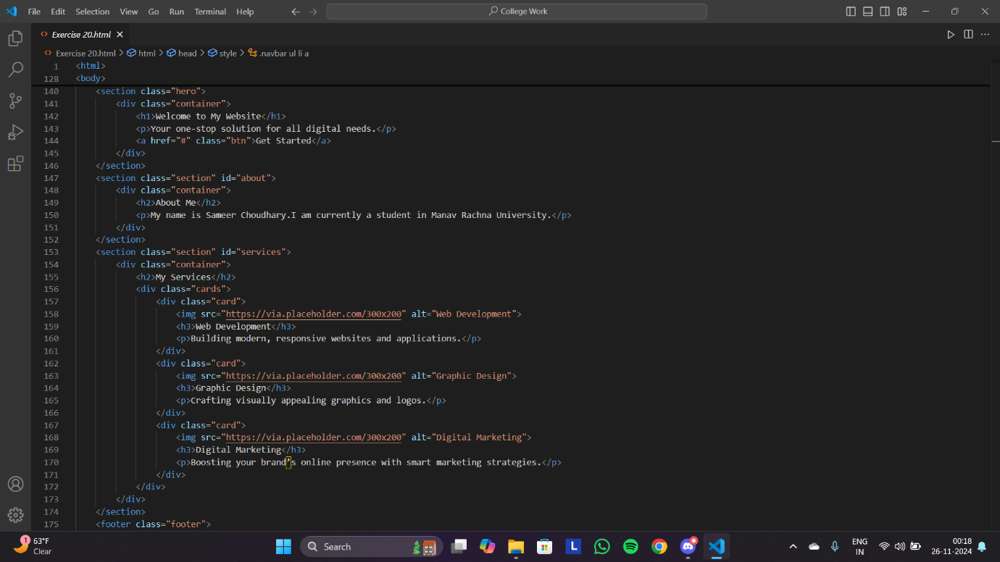 File Edit Selection View Go Run Terminal Help College Work
Exercise 20.html
Exercise 20.html > html > head > style > .navbar ul li a
1 <html>
128 <body>
140 <section class="hero">
141 <div class="container">
142 <h1>Welcome to My Website</h1>
143 <p>Your one-stop solution for all digital needs.</p>
144 <a href="#" class="btn">Get Started</a>
145 </div>
146 </section>
147 <section class="section" id="about">
148 <div class="container">
149 <h2>About Me</h2>
150 <p>My name is Sameer Choudhary.I am currently a student in Manav Rachna University.</p>
151 </div>
152 </section>
153 <section class="section" id="services">
154 <div class="container">
155 <h2>My Services</h2>
156 <div class="cards">
157 <div class="card">
158 <img src="https://via.placeholder.com/300x200" alt="Web Development">
159 <h3>Web Development</h3>
160 <p>Building modern, responsive websites and applications.</p>
161 </div>
162 <div class="card">
163 <img src="https://via.placeholder.com/300x200" alt="Graphic Design">
164 <h3>Graphic Design</h3>
165 <p>Crafting visually appealing graphics and logos.</p>
166 </div>
167 <div class="card">
168 <img src="https://via.placeholder.com/300x200" alt="Digital Marketing">
169 <h3>Digital Marketing</h3>
170 <p>Boosting your brand’s online presence with smart marketing strategies.</p>
171 </div>
172 </div>
173 </div>
174 </section>
175 <footer class="footer">
1
63°F
Clear
Search
L
ENG
IN
00:18
26-11-2024